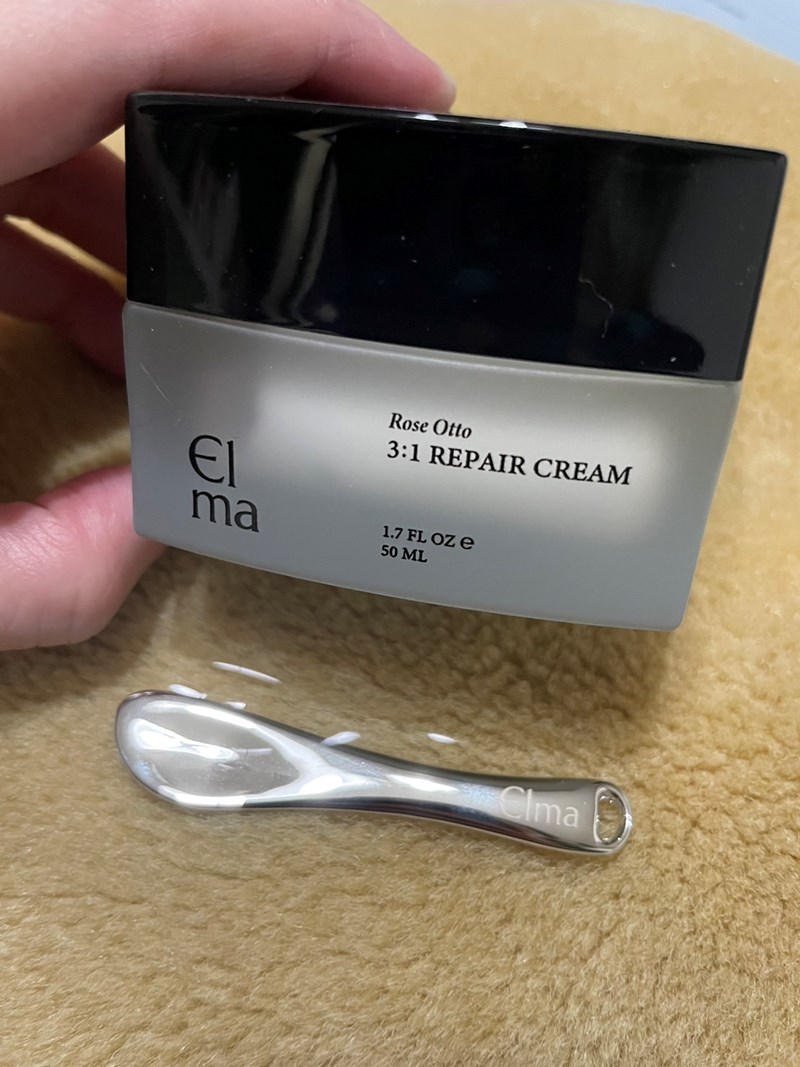 El
ma
Rose Otto
3:1 REPAIR CREAM
1.7 FL OZ e
50 ML
Elma